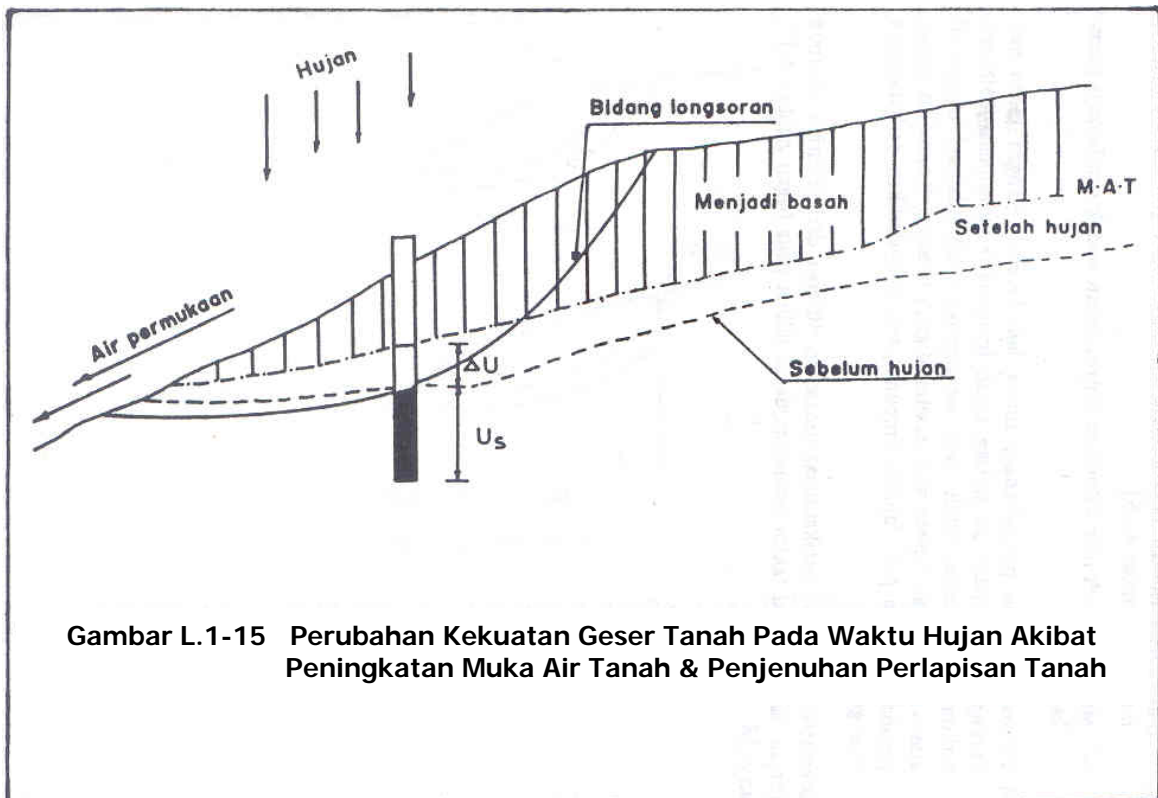 Hujan
Bidang longsoran
Menjadi basah
M·A·T
Setelah hujan
Air permukaan
ΔU
Sebelum hujan
Us
Gambar L.1-15 Perubahan Kekuatan Geser Tanah Pada Waktu Hujan Akibat
Peningkatan Muka Air Tanah & Penjenuhan Perlapisan Tanah